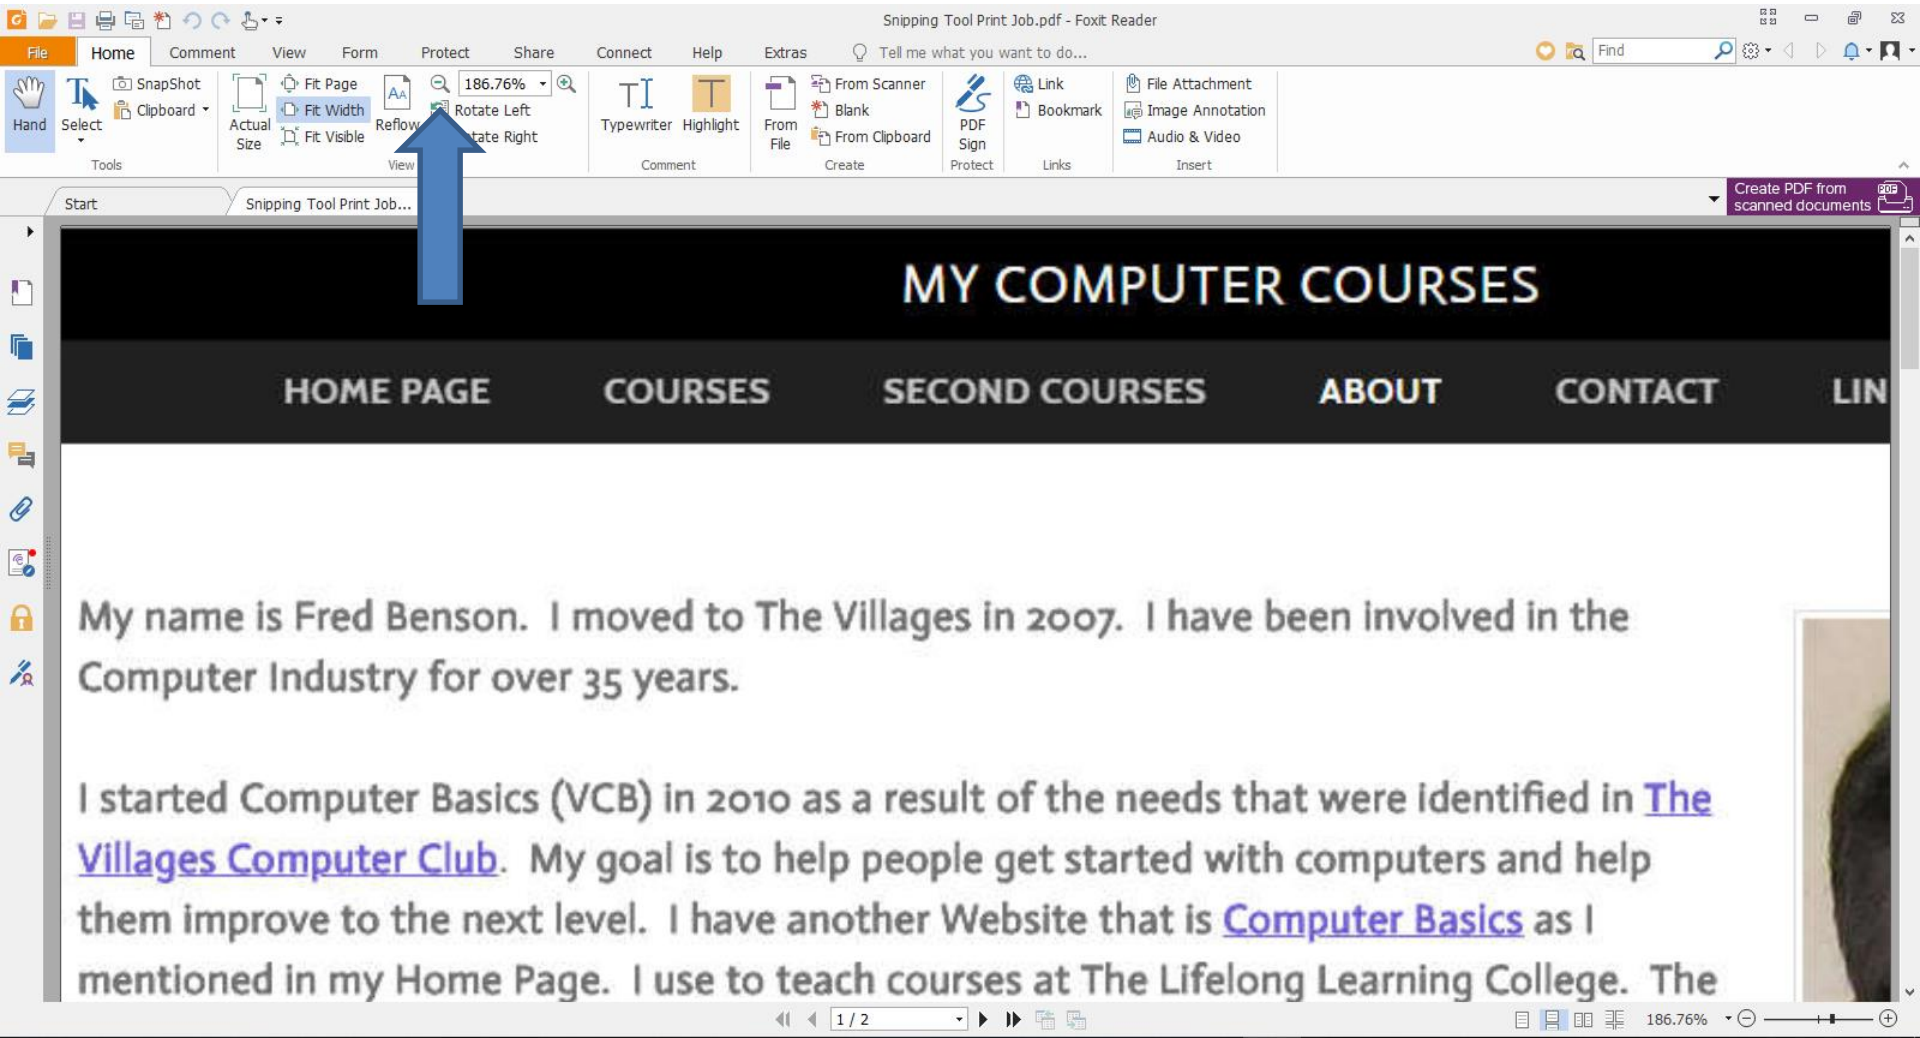 Snipping Tool Print Job.pdf - Foxit Reader
File Home Comment View Form Protect Share Connect Help Extras Tell me what you want to do... Find
SnapShot Fit Page 186.76% From Scanner Link File Attachment
Clipboard Fit Width Rotate Left Blank Bookmark Image Annotation
Hand Select Actual Size Fit Visible Reflow Right Typewriter Highlight From File From Clipboard PDF Sign Audio & Video
Tools View Comment Create Protect Links Insert
Start Snipping Tool Print Job... Create PDF from
scanned documents
MY COMPUTER COURSES
HOME PAGE COURSES SECOND COURSES ABOUT CONTACT LIN
My name is Fred Benson. I moved to The Villages in 2007. I have been involved in the
Computer Industry for over 35 years.
I started Computer Basics (VCB) in 2010 as a result of the needs that were identified in The
Villages Computer Club. My goal is to help people get started with computers and help
them improve to the next level. I have another Website that is Computer Basics as I
mentioned in my Home Page. I use to teach courses at The Lifelong Learning College. The
1 / 2 186.76%